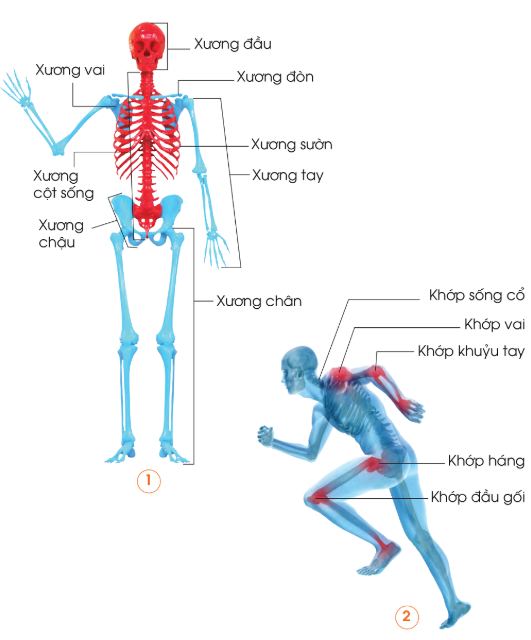 Xương đầu
Xương vai
Xương đòn
Xương sườn
Xương
cột sống
Xương tay
Xương
chậu
Xương chân
1
Khớp sống cổ
Khớp vai
Khớp khuỷu tay
Khớp háng
Khớp đầu gối
2